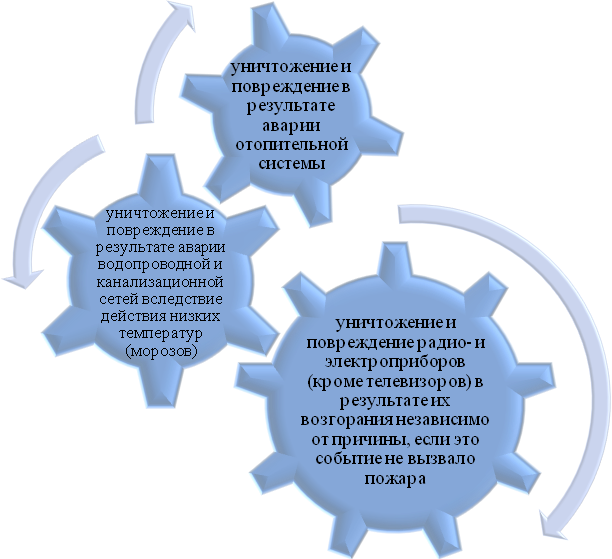 уничтожение и
повреждение в
результате
аварии
отопительной
системы
уничтожение и
повреждение в
результате аварии
водопроводной и
канализационной
сетей вследствие
действия низких
температур
(морозов)
уничтожение и
повреждение радио- и
электроприборов
(кроме телевизоров) в
результате их
возгорания независимо
от причины, если это
событие не вызвало
пожара